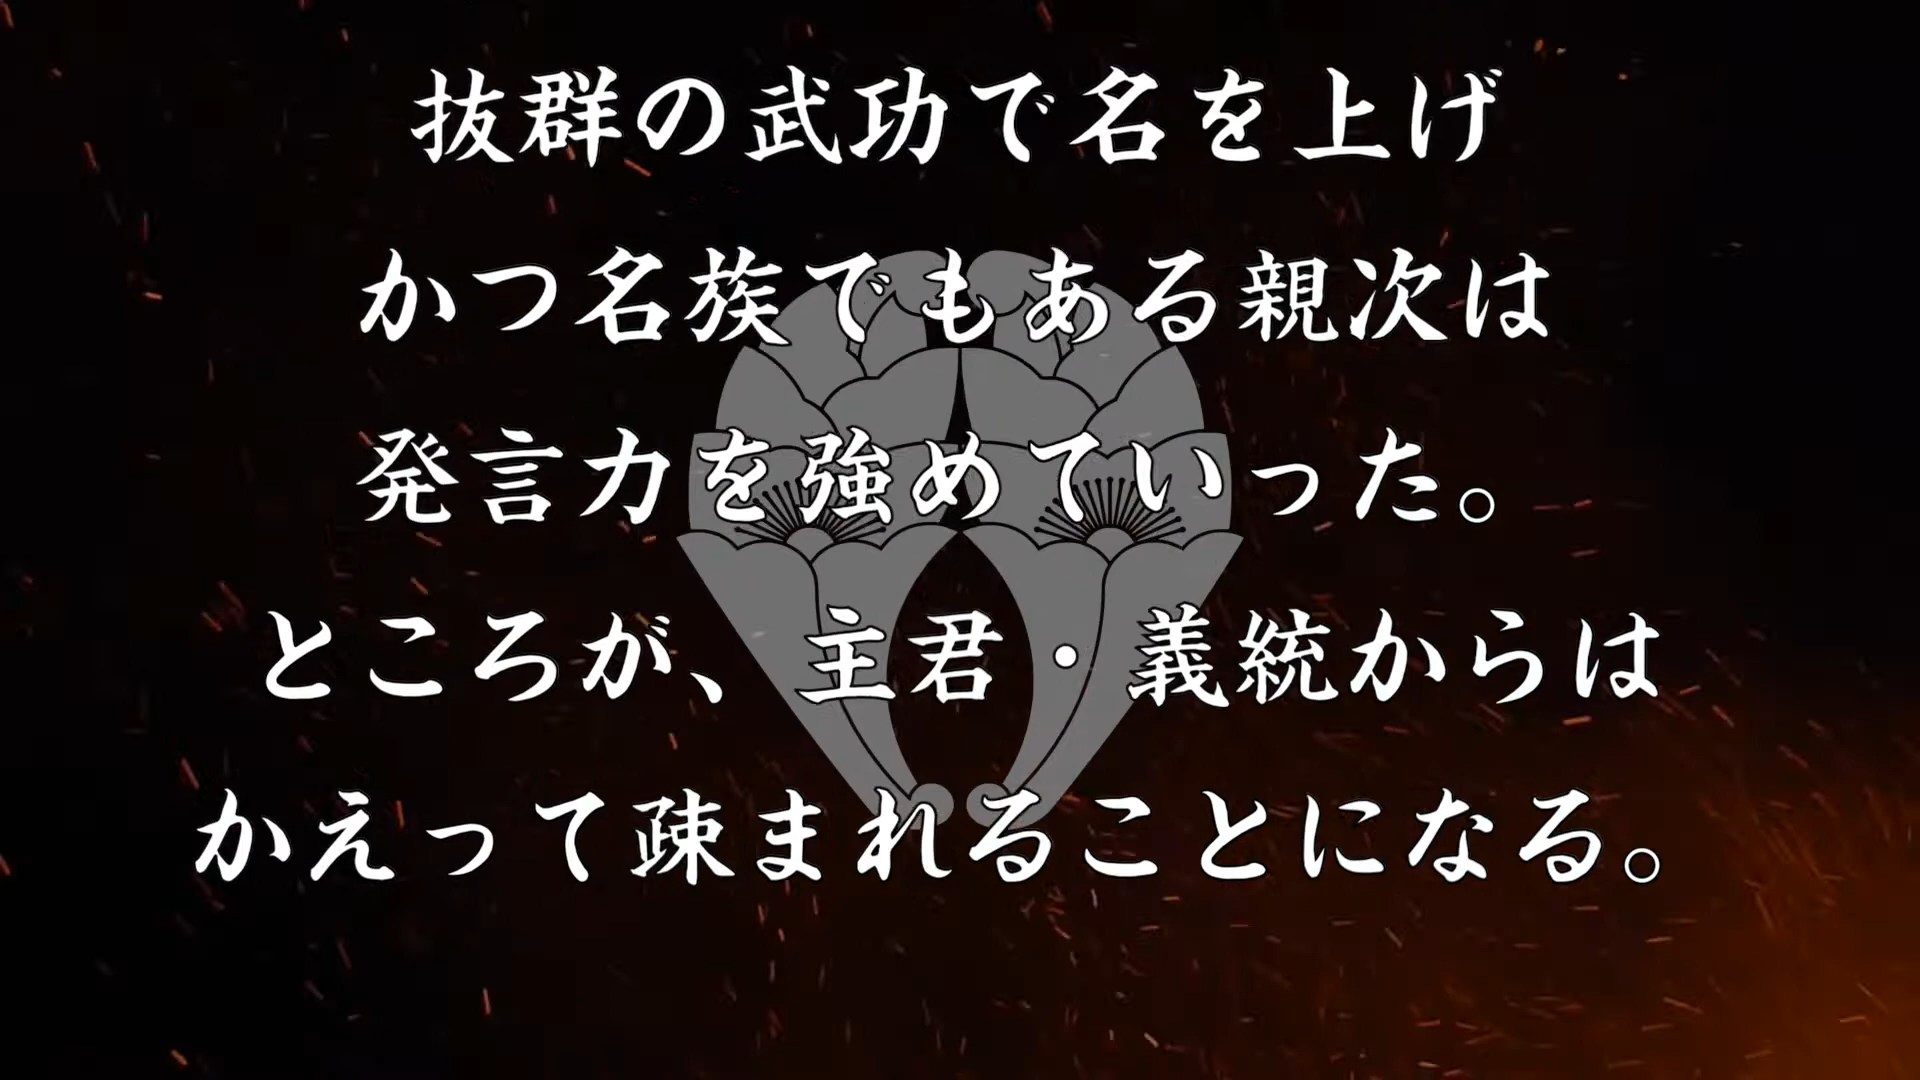 抜群の武功で名を上げ
かつ名族でもある親次は
発言力を強めていった。
ところが、主君・義統からは
かえって疎まれることになる。